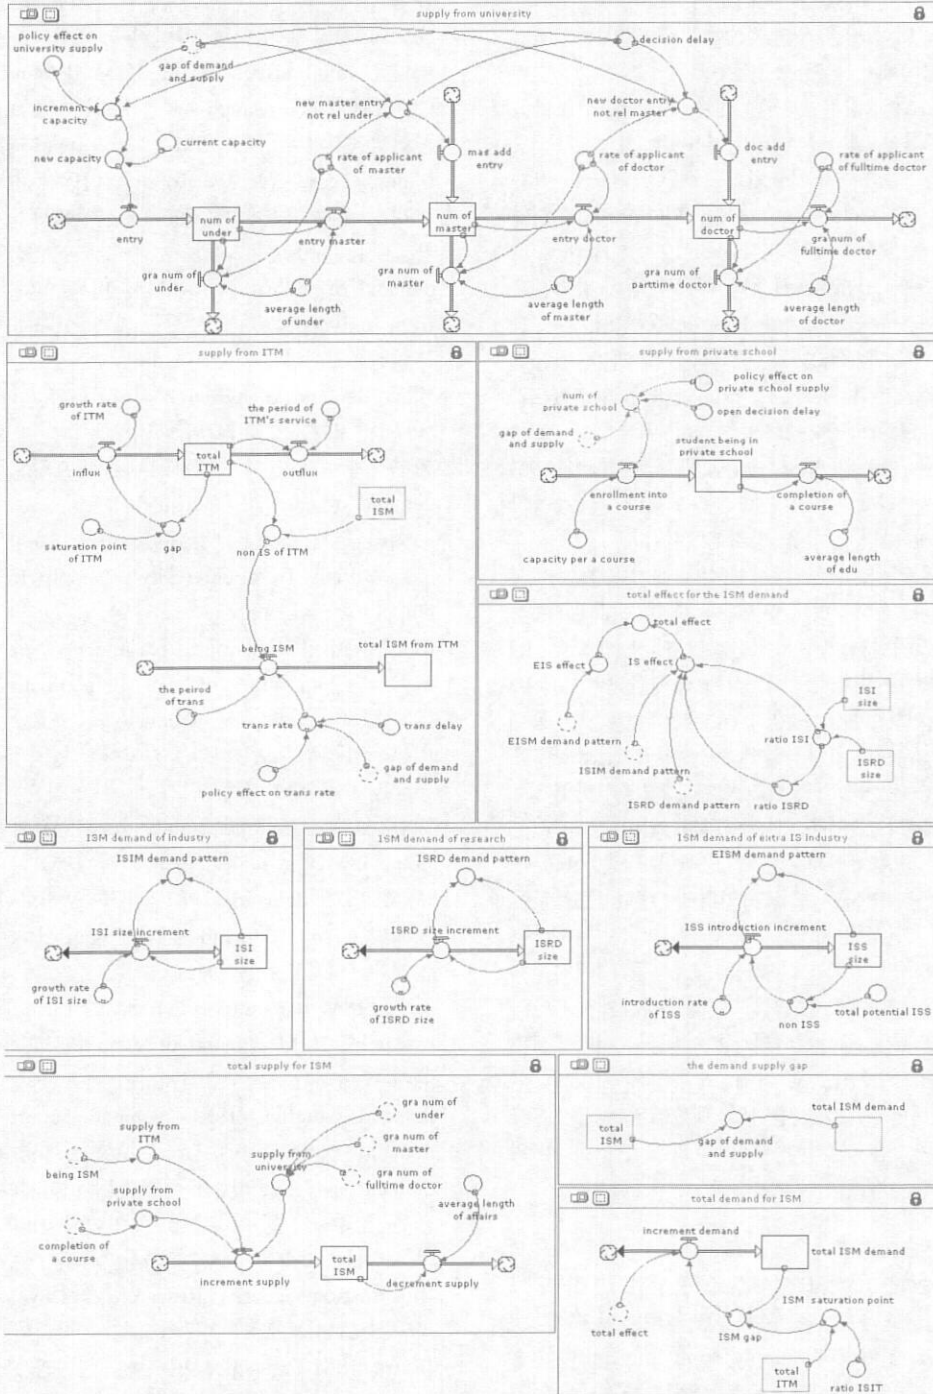 supply from university
policy effect on
university supply
gap of demand
and supply
decision delay
increment of
capacity
new master entry
not rel under
new doctor entry
not rel master
new capacity
current capacity
rate of applicant
of master
mas add
entry
rate of applicant
of doctor
doc add
entry
rate of applicant
of fulltime doctor
entry
num of
under
entry master
num of
master
entry doctor
num of
doctor
gra num of
fulltime doctor
gra num of
under
average length
of under
gra num of
master
average length
of master
gra num of
parttime doctor
average length
of doctor
supply from ITM
growth rate
of ITM
the period of
ITM's service
influx
total
ITM
outflux
saturation point
of ITM
gap
non IS of ITM
total
ISM
being ISM
total ISM from ITM
the peirod
of trans
trans rate
trans delay
policy effect on trans rate
gap of demand
and supply
supply from private school
num of
private school
policy effect on
private school supply
open decision delay
gap of demand
and supply
student being in
private school
enrollment into
a course
completion of
a course
capacity per a course
average length
of edu
total effect for the ISM demand
total effect
EIS effect
IS effect
EISM demand pattern
ISIM demand pattern
ISRD demand pattern
ratio ISI
ISI
size
ISRD
size
ratio ISRD
ISM demand of industry
ISIM demand pattern
ISI size increment
ISI
size
growth rate
of ISI size
ISM demand of research
ISRD demand pattern
ISRD size increment
ISRD
size
growth rate
of ISRD size
ISM demand of extra IS industry
EISM demand pattern
ISS introduction increment
ISS
size
introduction rate
of ISS
non ISS
total potential ISS
total supply for ISM
supply from
ITM
being ISM
supply from
private school
completion of
a course
supply from
university
gra num of
under
gra num of
master
gra num of
fulltime doctor
average length
of affairs
increment supply
total
ISM
decrement supply
the demand supply gap
total
ISM
gap of demand
and supply
total ISM demand
total demand for ISM
increment demand
total ISM demand
total effect
ISM gap
ISM saturation point
total
ITM
ratio ISIT